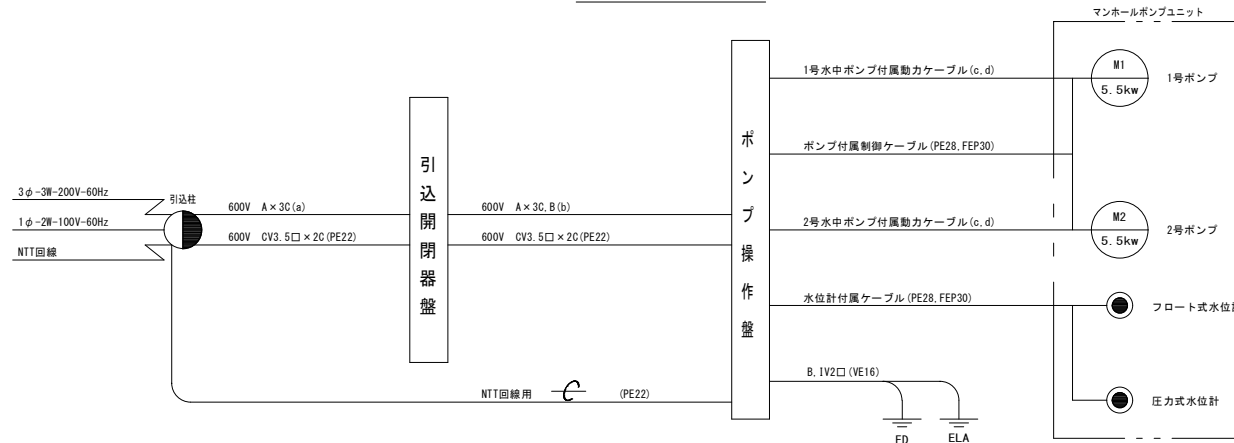 マンホールポンプユニット
1号水中ポンプ付属動力ケーブル(c,d)
M1
5.5kw
1号ポンプ
ポンプ付属制御ケーブル(PE28,FEP30)
3φ-3W-200V-60Hz
引込柱
600V A×3C(a)
600V A×3C,B(b)
1φ-2W-100V-60Hz
2号水中ポンプ付属動力ケーブル(c,d)
M2
5.5kw
2号ポンプ
600V CV3.5□×2C(PE22)
600V CV3.5□×2C(PE22)
NTT回線
引込開閉器盤
ポンプ操作盤
水位計付属ケーブル(PE28,FEP30)
フロート式水位計
B,IV2□(VE16)
NTT回線用
(PE22)
圧力式水位計
ED
ELA